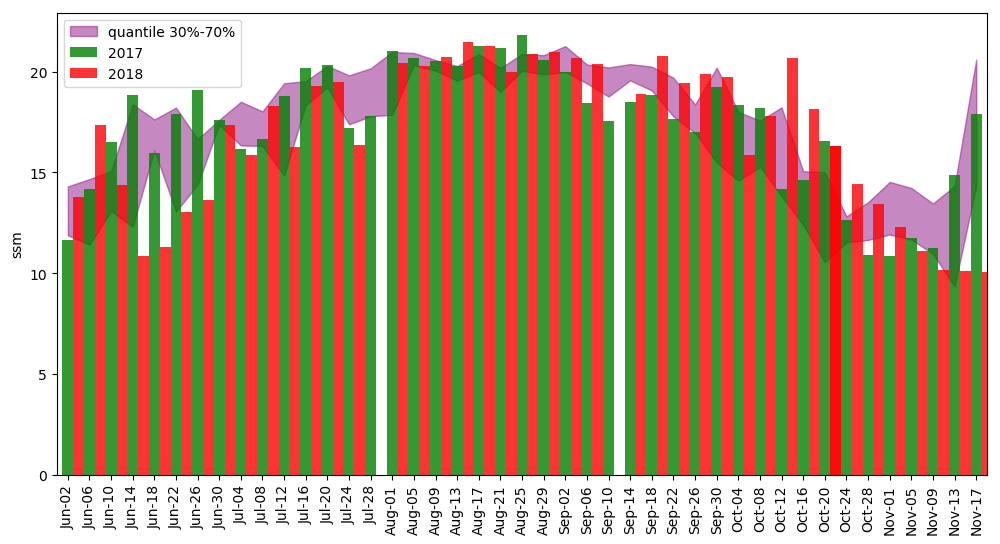 quantile 30%-70%
2017
2018
ssm
20
15
10
5
0
Jun-02
Jun-06
Jun-10
Jun-14
Jun-18
Jun-22
Jun-26
Jun-30
Jul-04
Jul-08
Jul-12
Jul-16
Jul-20
Jul-24
Jul-28
Aug-01
Aug-05
Aug-09
Aug-13
Aug-17
Aug-21
Aug-25
Aug-29
Sep-02
Sep-06
Sep-10
Sep-14
Sep-18
Sep-22
Sep-26
Sep-30
Oct-04
Oct-08
Oct-12
Oct-16
Oct-20
Oct-24
Oct-28
Nov-01
Nov-05
Nov-09
Nov-13
Nov-17